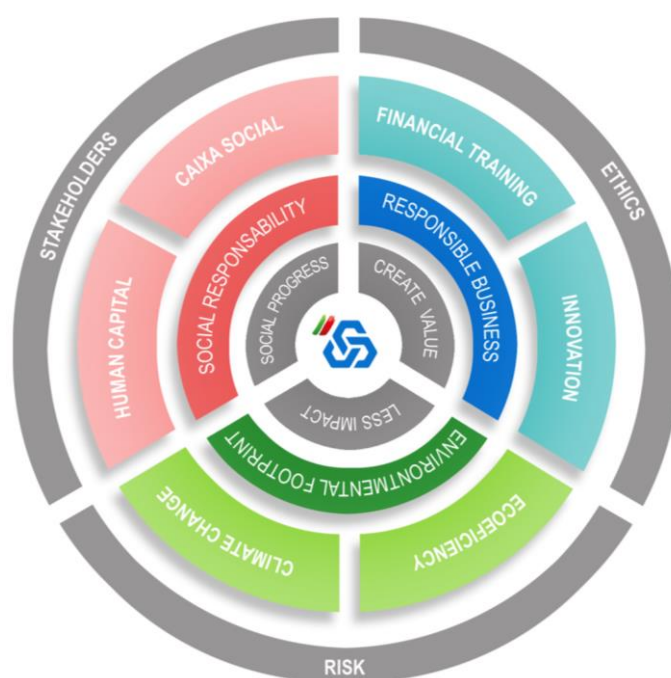 STAKEHOLDERS
ETHICS
RISK
CAIXA SOCIAL
FINANCIAL TRAINING
HUMAN CAPITAL
INNOVATION
CLIMATE CHANGE
ECOEFICIENCY
SOCIAL RESPONSABILITY
RESPONSIBLE BUSINESS
ENVIRONTMENTAL FOOTPRINT
SOCIAL PROGRESS
CREATE VALUE
LESS IMPACT